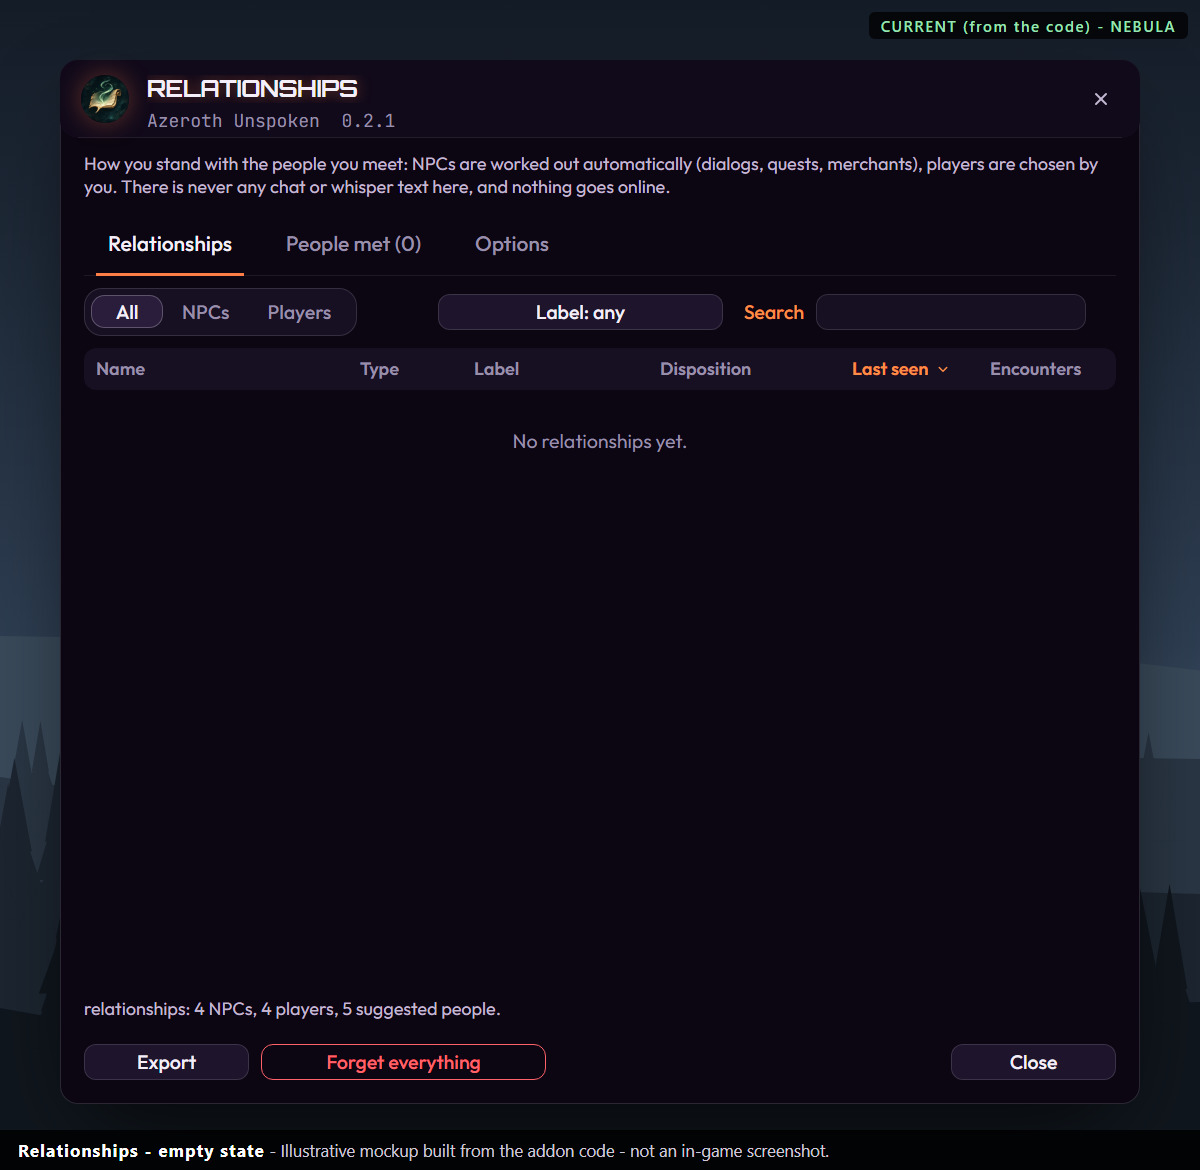 CURRENT (from the code) - NEBULA
RELATIONSHIPS
Azeroth Unspoken 0.2.1
How you stand with the people you meet: NPCs are worked out automatically (dialogs, quests, merchants), players are chosen by
you. There is never any chat or whisper text here, and nothing goes online.
Relationships People met (0) Options
All NPCs Players Label: any Search
Name Type Label Disposition Last seen Encounters
No relationships yet.
relationships: 4 NPCs, 4 players, 5 suggested people.
Export Forget everything Close
Relationships - empty state - Illustrative mockup built from the addon code - not an in-game screenshot.